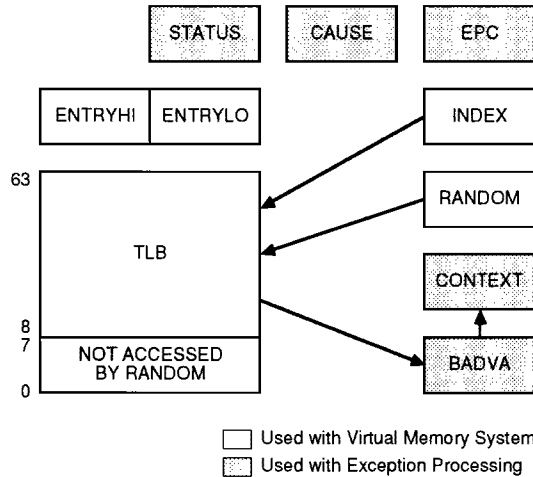 STATUS
CAUSE
EPC
ENTRYHI
ENTRYLO
INDEX
63
TLB
RANDOM
CONTEXT
8
7
NOT ACCESSED
BY RANDOM
BADVA
0
Used with Virtual Memory System
Used with Exception Processing